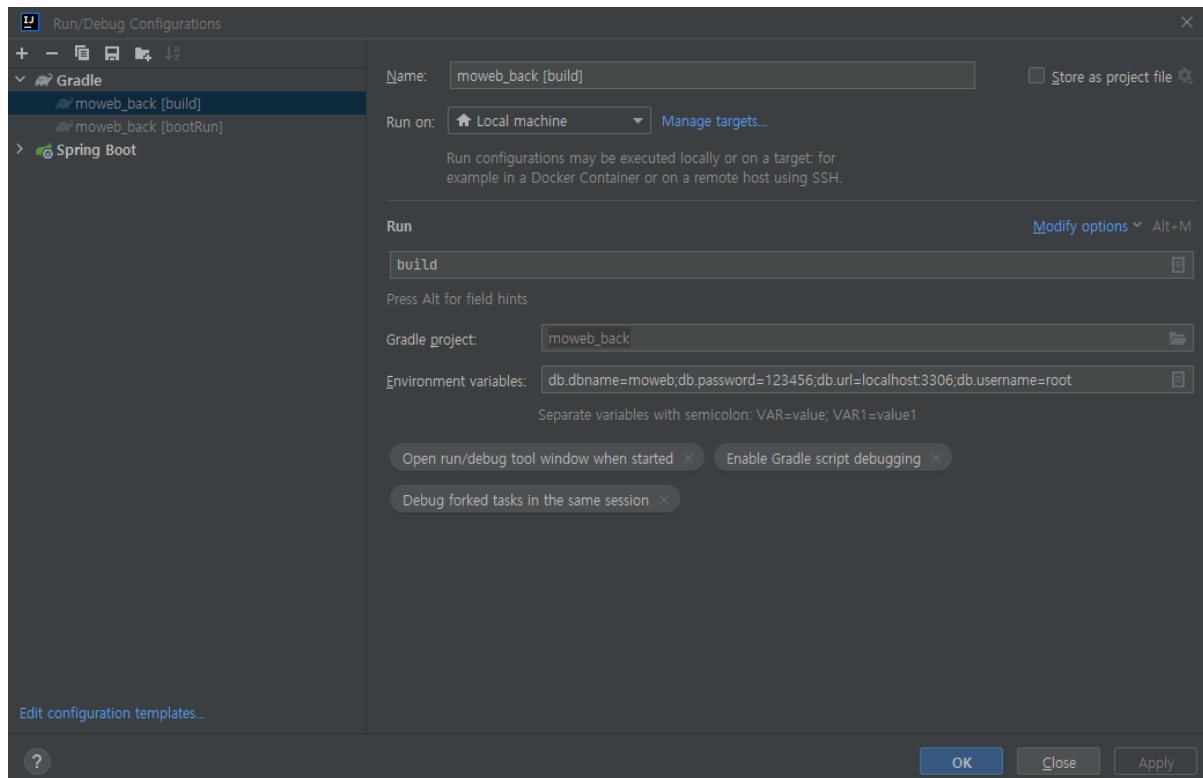 Run/Debug Configurations
Gradle
moweb_back [build]
moweb_back [bootRun]
Spring Boot
Edit configuration templates...
Name: moweb_back [build] Store as project file
Run on: Local machine Manage targets...
Run configurations may be executed locally or on a target: for
example in a Docker Container or on a remote host using SSH.
Run Modify options Alt+M
build
Press Alt for field hints
Gradle project: moweb_back
Environment variables: db.dbname=moweb;db.password=123456;db.url=localhost:3306;db.username=root
Separate variables with semicolon: VAR=value; VAR1=value1
Open run/debug tool window when started × Enable Gradle script debugging ×
Debug forked tasks in the same session ×
? OK Close Apply